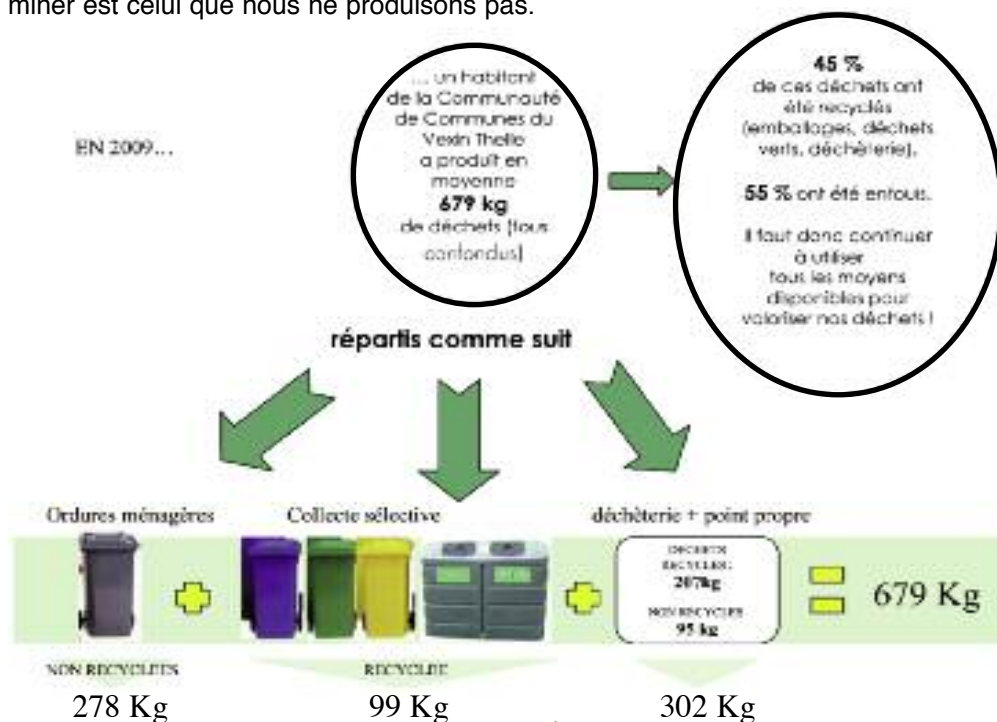 miner est celui que nous ne produisons pas.
EN 2009...
... un habitant
de la Communauté
de Communes du
Vexin Thelle
a produit en
moyenne
679 kg
de déchets (tous
confondus)
45 %
de ces déchets ont
été recyclés
(emballages, déchets
verts, déchèterie).
55 % ont été enfouis.
Il faut donc continuer
à utiliser
tous les moyens
disponibles pour
valoriser nos déchets !
répartis comme suit
Ordures ménagères
Collecte sélective
déchèterie + point propre
DECHETS
RECYCLES :
207kg
NON RECYCLES
95 kg
679 Kg
NON RECYCLEES
RECYCLEE
278 Kg
99 Kg
302 Kg